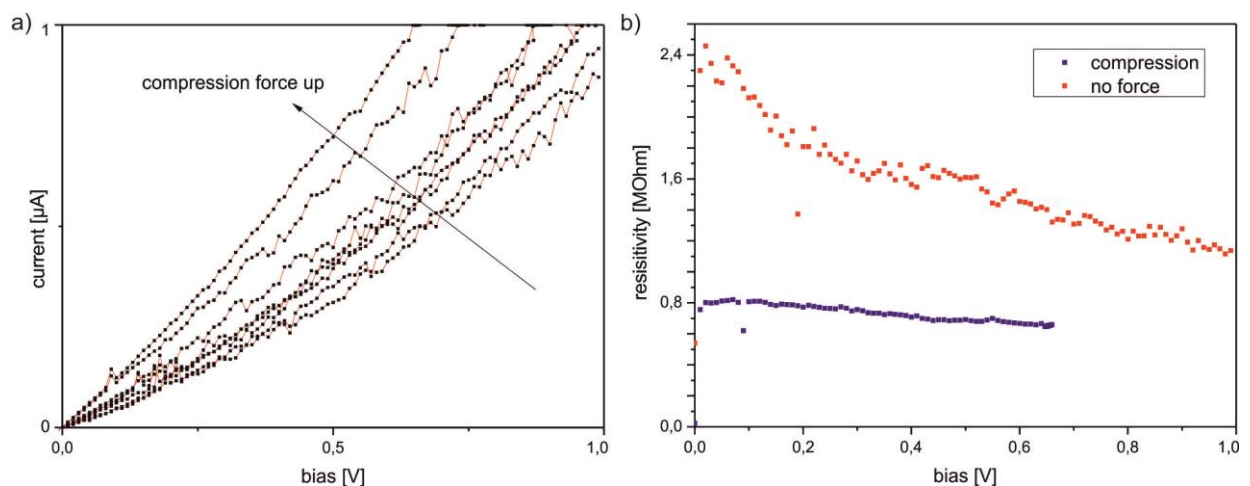 a)
1
compression force up
current [µA]
0
0,0
0,5
1,0
bias [V]
b)
2,4
compression
no force
1,6
resisitivity [MOhm]
0,8
0,0
0,0
0,2
0,4
0,6
0,8
1,0
bias [V]